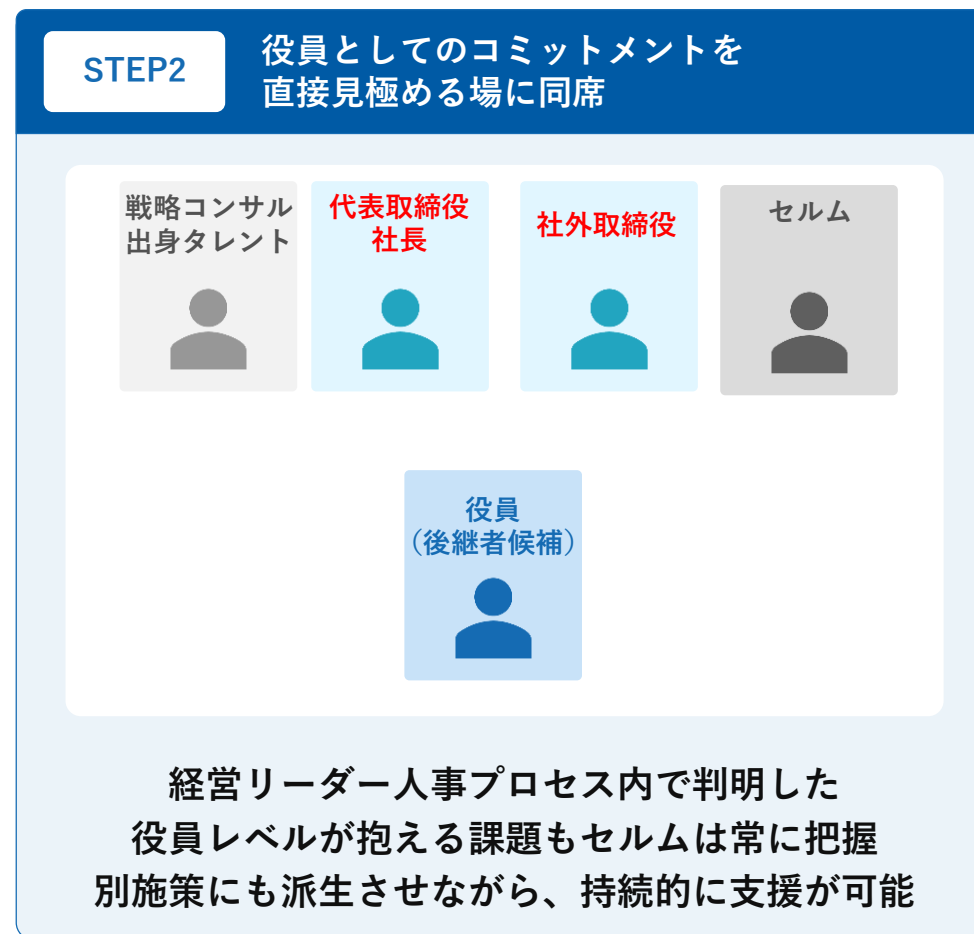 STEP2
役員としてのコミットメントを
直接見極める場に同席
戦略コンサル
出身タレント
代表取締役
社長
社外取締役
セルム
役員
（後継者候補）
経営リーダー人事プロセス内で判明した
役員レベルが抱える課題もセルムは常に把握
別施策にも派生させながら、持続的に支援が可能